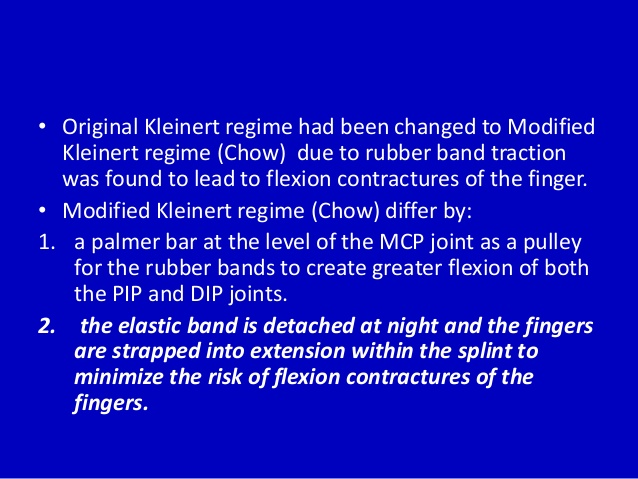 • Original Kleinert regime had been changed to Modified
Kleinert regime (Chow)  due to rubber band traction
was found to lead to flexion contractures of the finger.
• Modified Kleinert regime (Chow) differ by:
1. a palmer bar at the level of the MCP joint as a pulley
for the rubber bands to create greater flexion of both
the PIP and DIP joints.
2. the elastic band is detached at night and the fingers
are strapped into extension within the splint to
minimize the risk of flexion contractures of the
fingers.